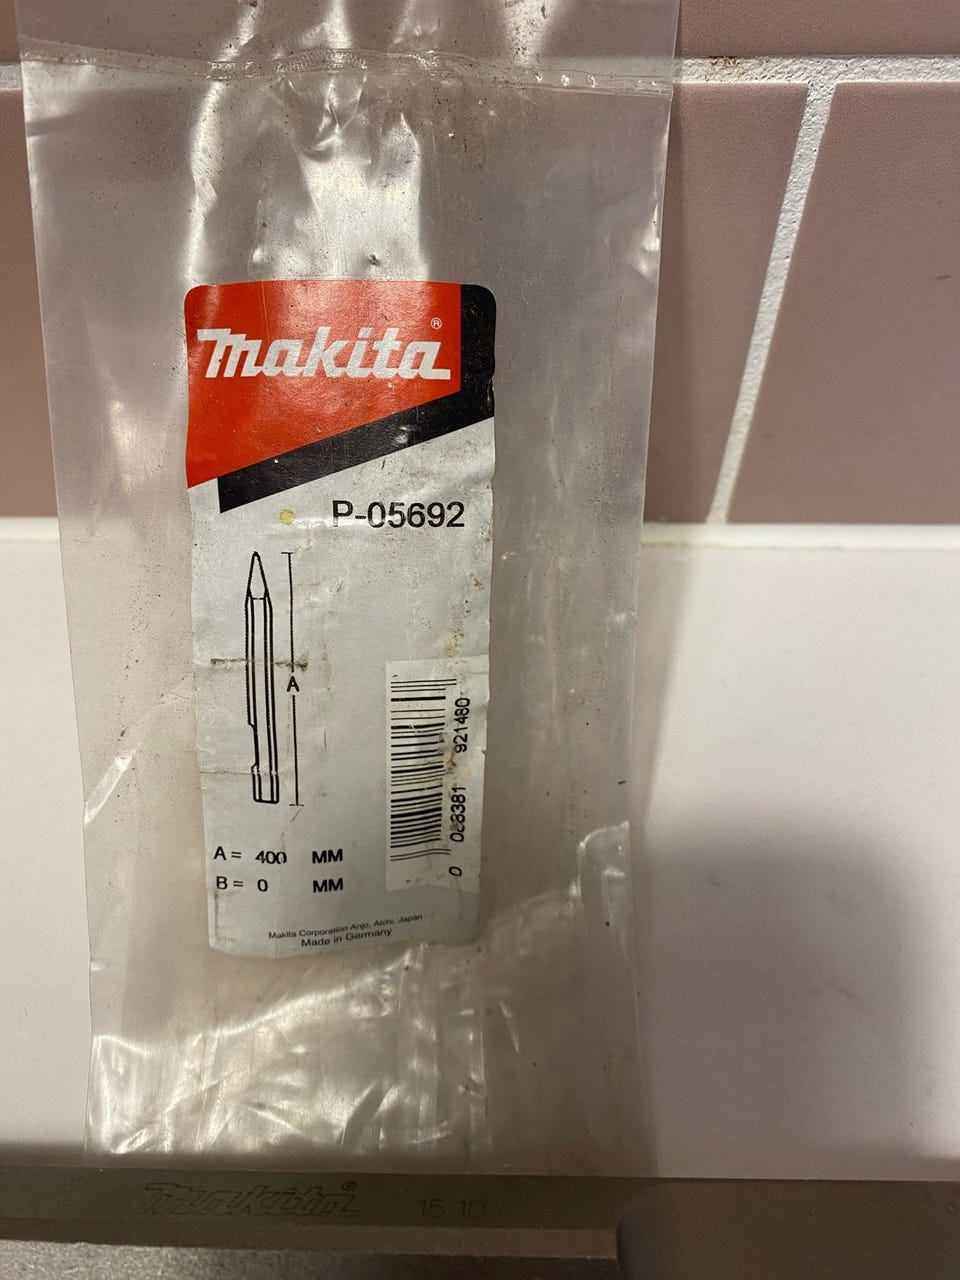 makita®
P-05692
A
A = 400 MM
B = 0 MM
0 088381 921480
Makita Corporation Anjo, Aichi, Japan
Made in Germany
makita®
15.10